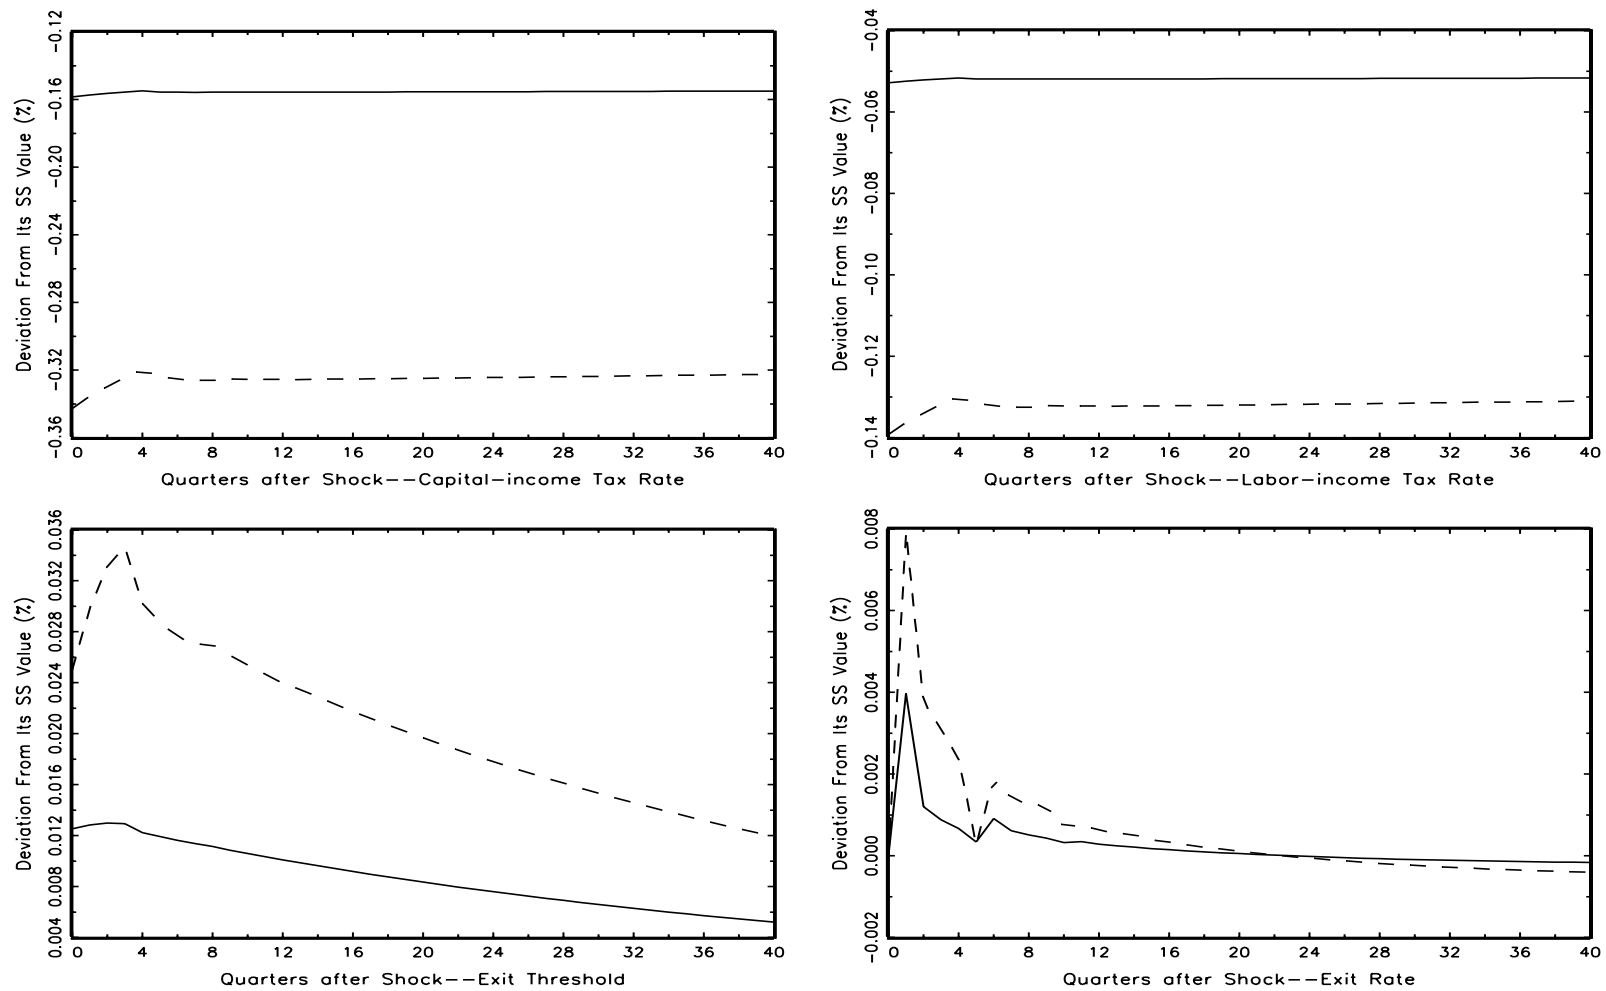 Deviation From Its SS Value (%)
-0.12
-0.16
-0.20
-0.24
-0.28
-0.32
-0.36
0 4 8 12 16 20 24 28 32 36 40
Quarters after Shock--Capital-income Tax Rate
Deviation From Its SS Value (%)
-0.04
-0.06
-0.08
-0.10
-0.12
-0.14
0 4 8 12 16 20 24 28 32 36 40
Quarters after Shock--Labor-income Tax Rate
Deviation From Its SS Value (%)
0.036
0.032
0.028
0.024
0.020
0.016
0.012
0.008
0.004
0 4 8 12 16 20 24 28 32 36 40
Quarters after Shock--Exit Threshold
Deviation From Its SS Value (%)
0.008
0.006
0.004
0.002
0.000
-0.002
0 4 8 12 16 20 24 28 32 36 40
Quarters after Shock--Exit Rate